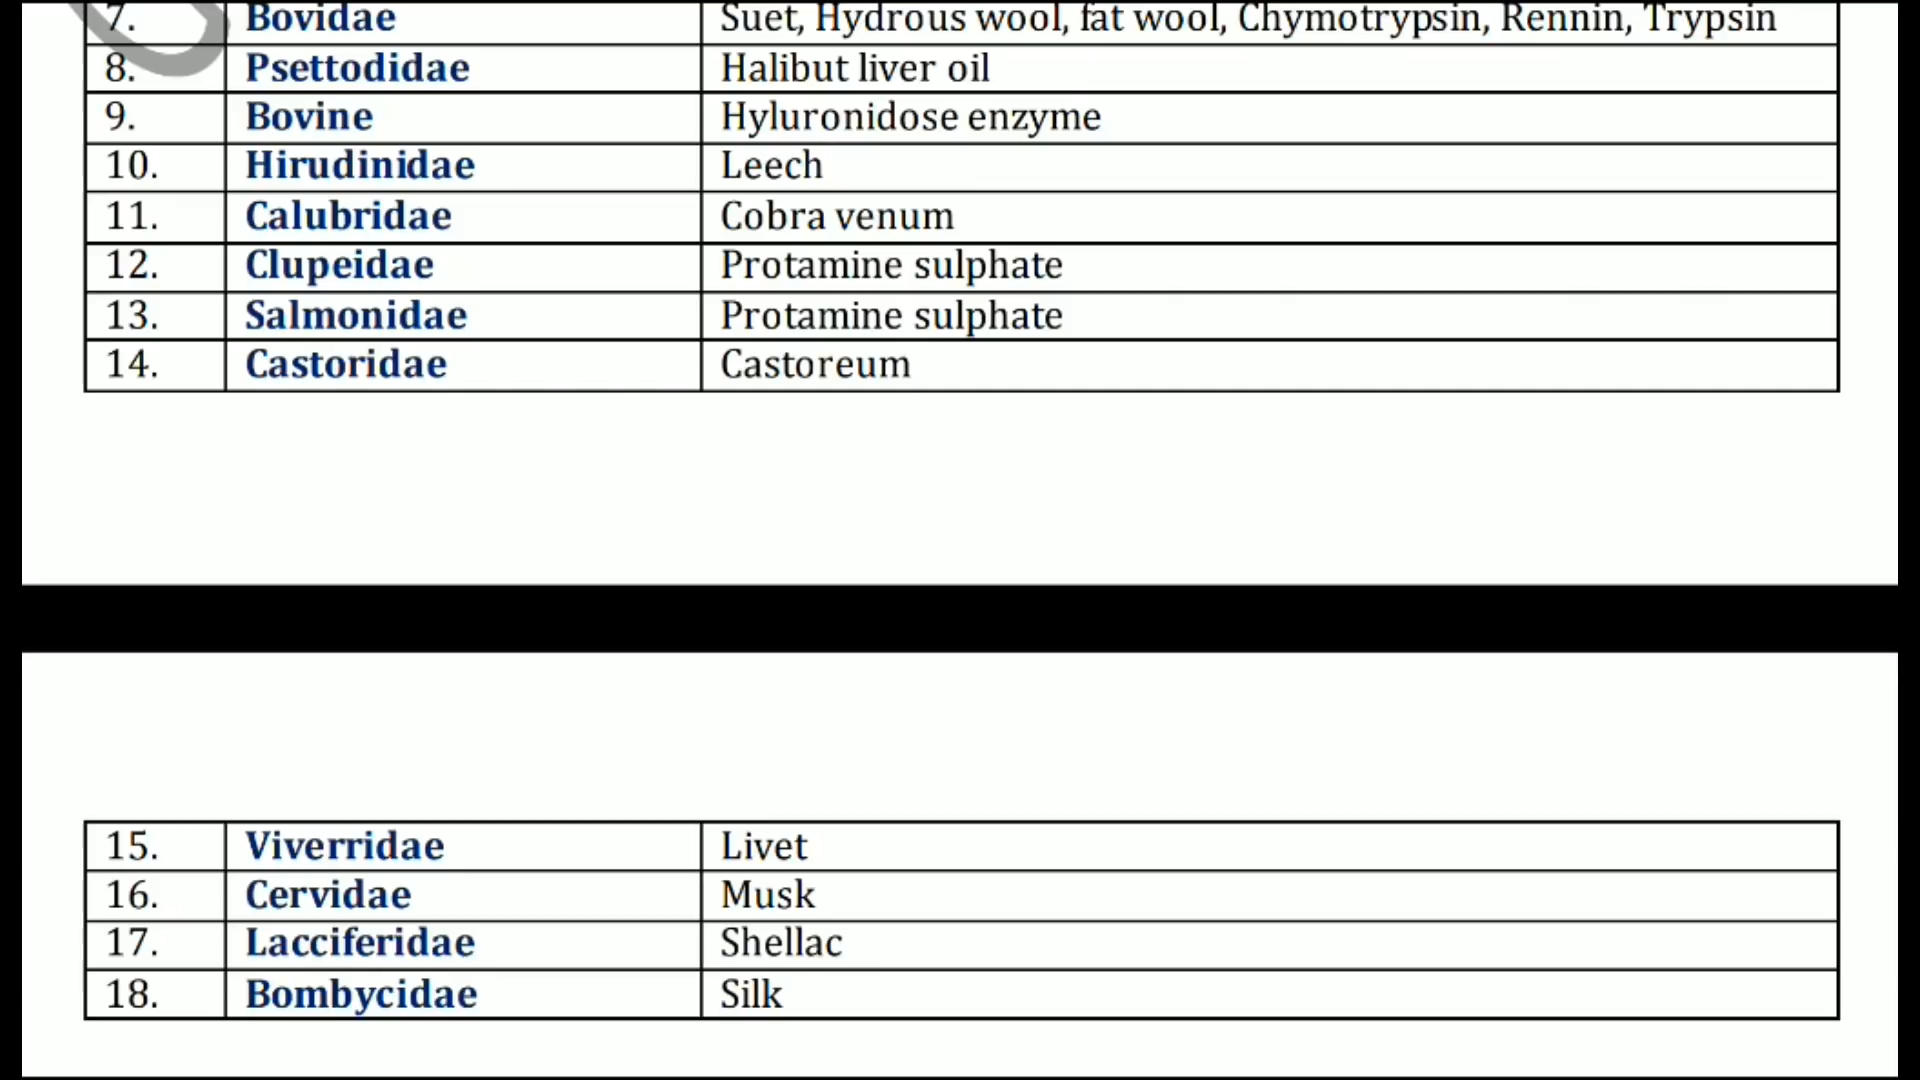 7. Bovidae Suet, Hydrous wool, fat wool, Chymotrypsin, Rennin, Trypsin
8. Psettodidae Halibut liver oil
9. Bovine Hyluronidose enzyme
10. Hirudinidae Leech
11. Calubridae Cobra venum
12. Clupeidae Protamine sulphate
13. Salmonidae Protamine sulphate
14. Castoridae Castoreum
15. Viverridae Livet
16. Cervidae Musk
17. Lacciferidae Shellac
18. Bombycidae Silk